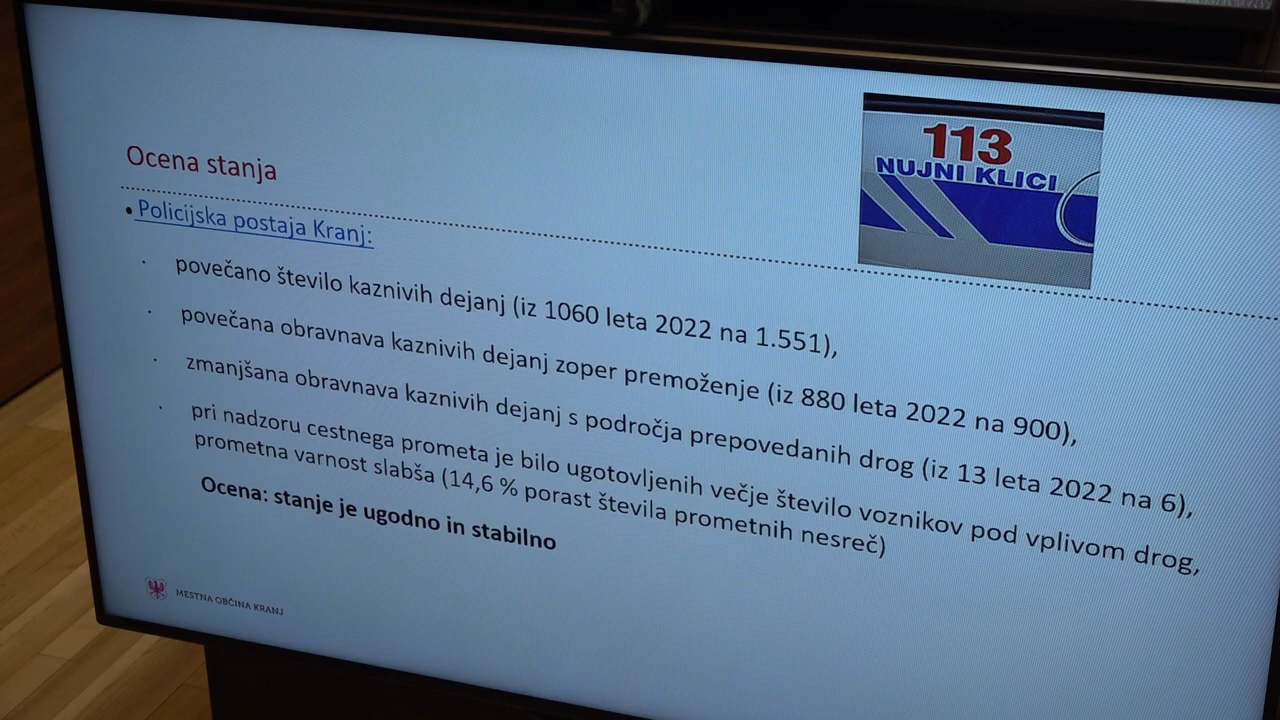 113
NUJNI KLICI
Ocena stanja
• Policijska postaja Kranj:
· povečano število kaznivih dejanj (iz 1060 leta 2022 na 1.551),
· povečana obravnava kaznivih dejanj zoper premoženje (iz 880 leta 2022 na 900),
· zmanjšana obravnava kaznivih dejanj s področja prepovedanih drog (iz 13 leta 2022 na 6),
· pri nadzoru cestnega prometa je bilo ugotovljenih večje število voznikov pod vplivom drog,
prometna varnost slabša (14,6 % porast števila prometnih nesreč)
Ocena: stanje je ugodno in stabilno
MESTNA OBČINA KRANJ